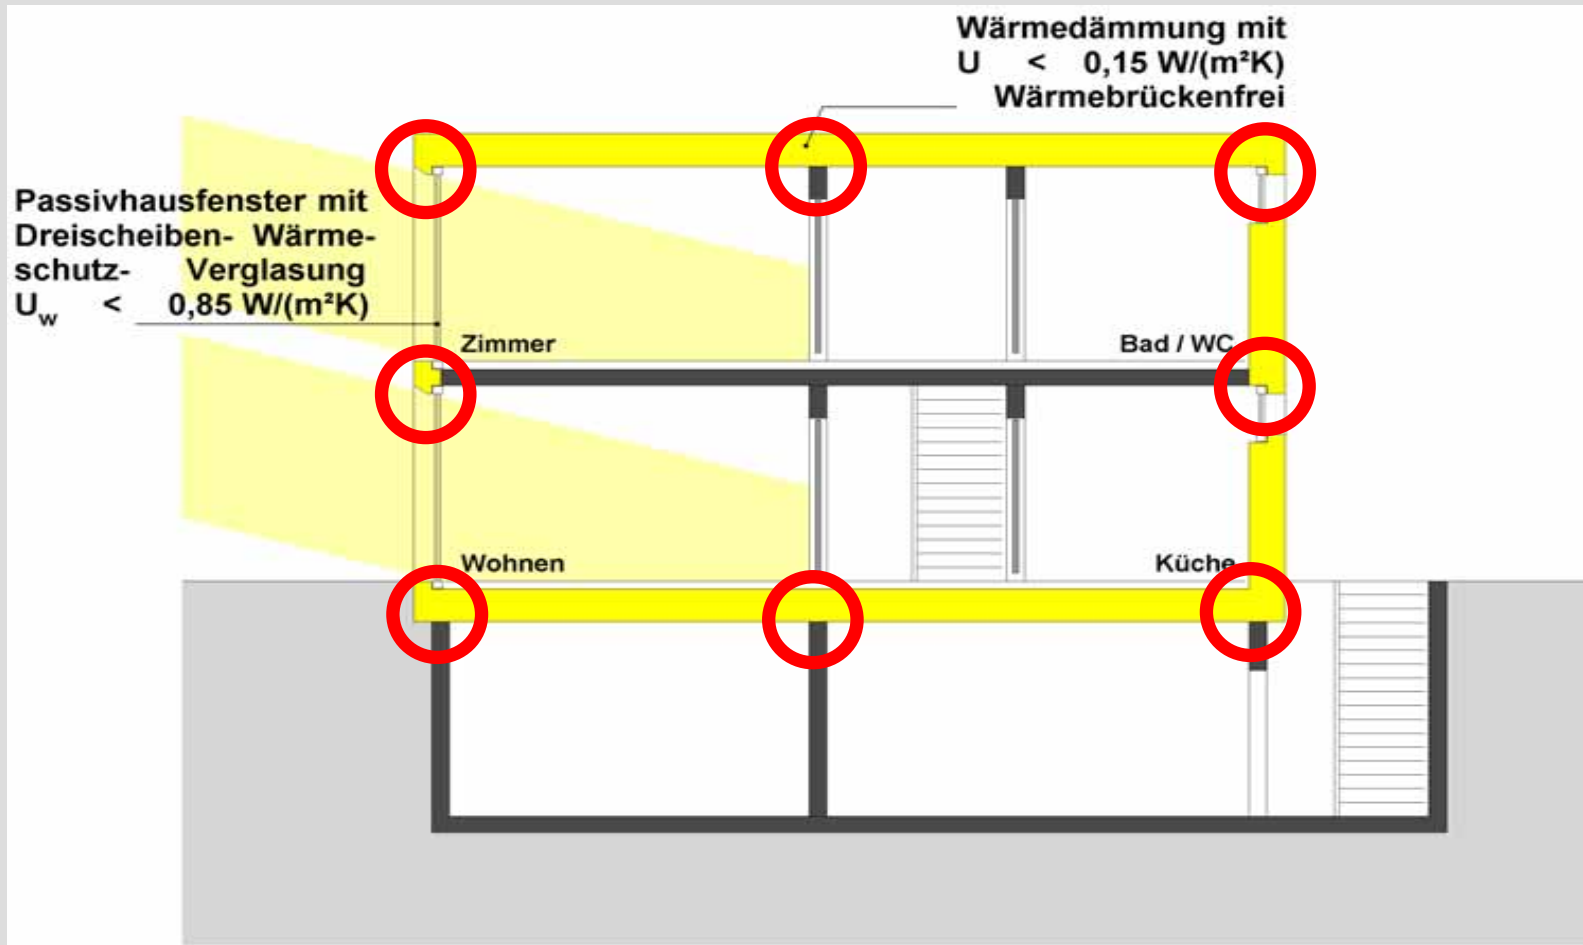 Wärmedämmung mit
U < 0,15 W/(m²K)
Wärmebrückenfrei
Passivhausfenster mit
Dreischeiben- Wärme-
schutz- Verglasung
Uw < 0,85 W/(m²K)
Zimmer
Bad / WC
Wohnen
Küche